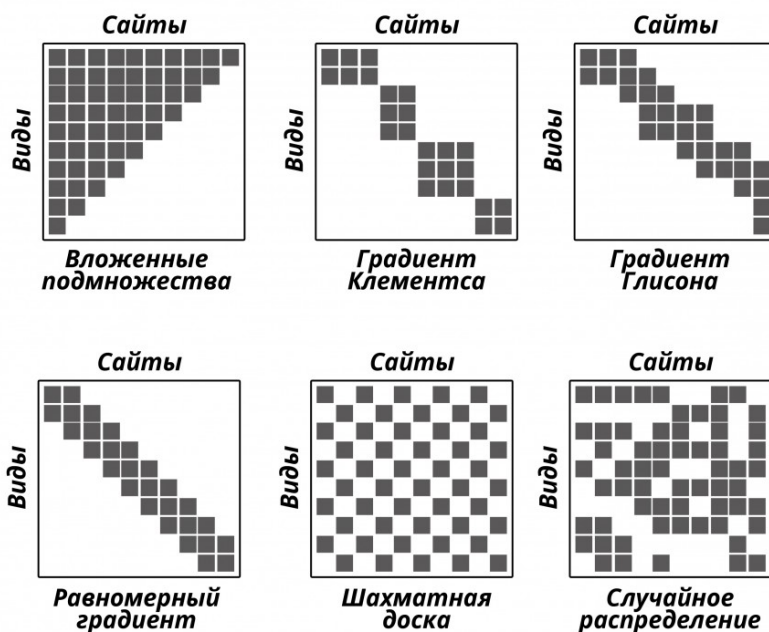 Сайты
Сайты
Сайты
Виды
Виды
Виды
Вложенные
подмножества
Градиент
Клементса
Градиент
Глисона
Сайты
Сайты
Сайты
Виды
Виды
Виды
Равномерный
градиент
Шахматная
доска
Случайное
распределение